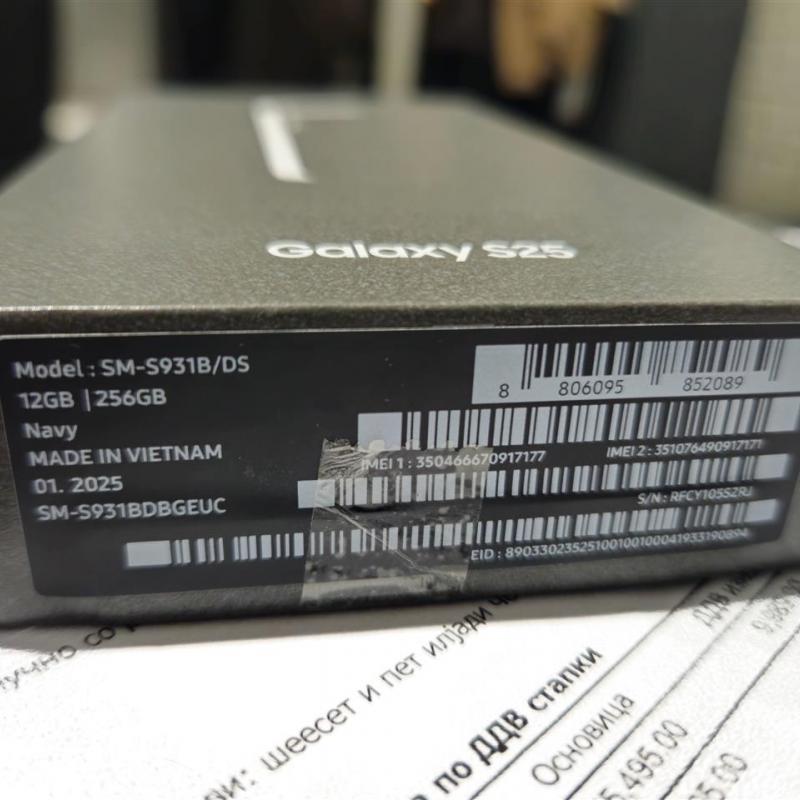 Galaxy S25
Model : SM-S931B/DS
12GB | 256GB
Navy
MADE IN VIETNAM
01. 2025
SM-S931BDBGEUC
8 806095 852089
IMEI 1 : 350466670917177
IMEI 2 : 351076490917171
S/N : RFCY105SZRJ
EID : 89033023525100100100041933190894
шеесет и пет илјади
по ДДВ стапки
ДДВ
Основица
5.495.00